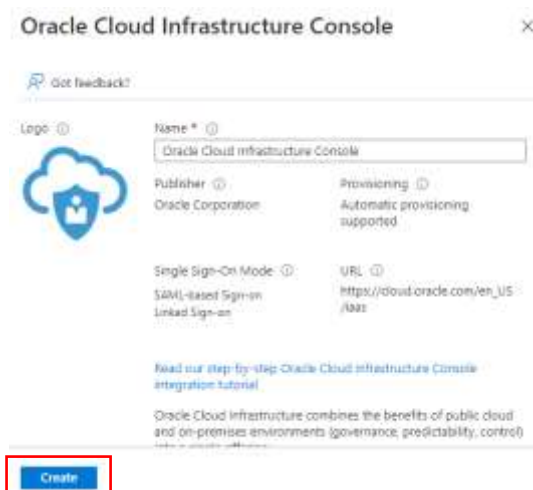 Oracle Cloud Infrastructure Console
Got feedback?
Logo
Name *
Oracle Cloud Infrastructure Console
Publisher
Provisioning
Oracle Corporation
Automatic provisioning
supported
Single Sign-On Mode
URL
SAML-based Sign-on
Linked Sign-on
https://cloud.oracle.com/en_US
/iaas
Read our step-by-step Oracle Cloud Infrastructure Console
integration tutorial
Oracle Cloud Infrastructure combines the benefits of public cloud
and on-premises environments (governance, predictability, control)
Create